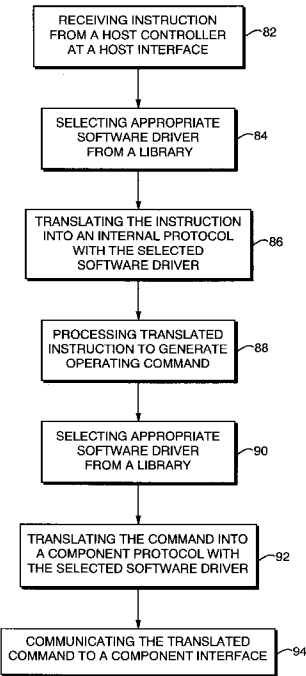 RECEIVING INSTRUCTION
FROM A HOST CONTROLLER
AT A HOST INTERFACE
82
SELECTING APPROPRIATE
SOFTWARE DRIVER
FROM A LIBRARY
84
TRANSLATING THE INSTRUCTION
INTO AN INTERNAL PROTOCOL
WITH THE SELECTED
SOFTWARE DRIVER
86
PROCESSING TRANSLATED
INSTRUCTION TO GENERATE
OPERATING COMMAND
88
SELECTING APPROPRIATE
SOFTWARE DRIVER
FROM A LIBRARY
90
TRANSLATING THE COMMAND INTO
A COMPONENT PROTOCOL WITH
THE SELECTED SOFTWARE DRIVER
92
COMMUNICATING THE TRANSLATED
COMMAND TO A COMPONENT INTERFACE
94